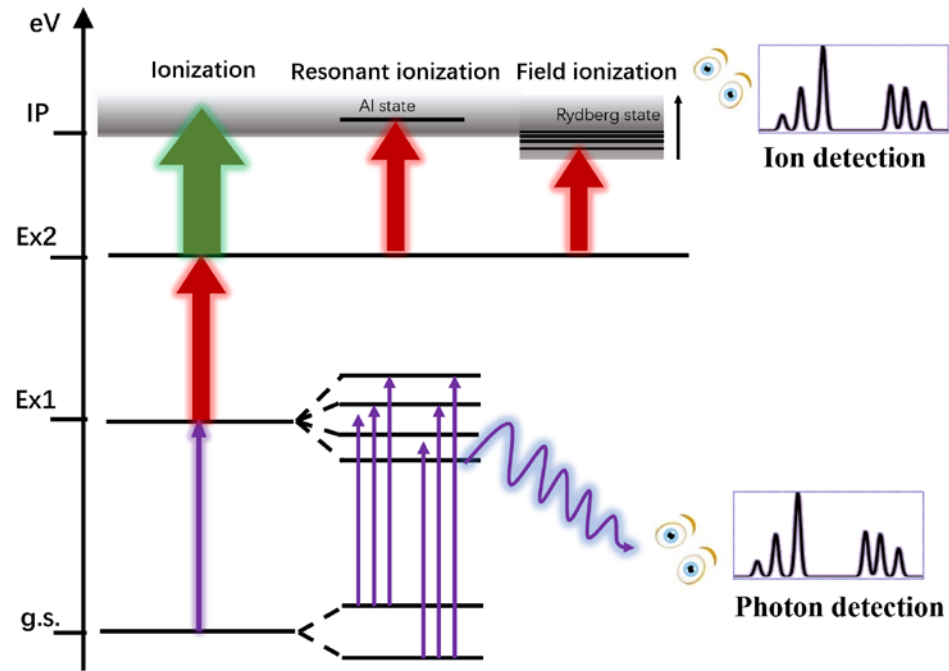 eV
Ionization
Resonant ionization
Field ionization
IP
AI state
Rydberg state
Ion detection
Ex2
Ex1
g.s.
Photon detection